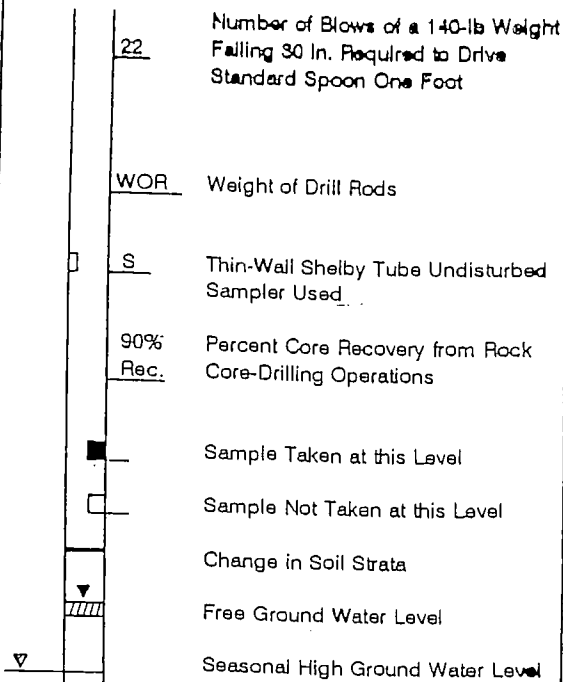 22 Number of Blows of a 140-lb Weight
Falling 30 In. Required to Drive
Standard Spoon One Foot
WOR Weight of Drill Rods
S Thin-Wall Shelby Tube Undisturbed
Sampler Used
90% Percent Core Recovery from Rock
Rec. Core-Drilling Operations
Sample Taken at this Level
Sample Not Taken at this Level
Change in Soil Strata
Free Ground Water Level
Seasonal High Ground Water Level